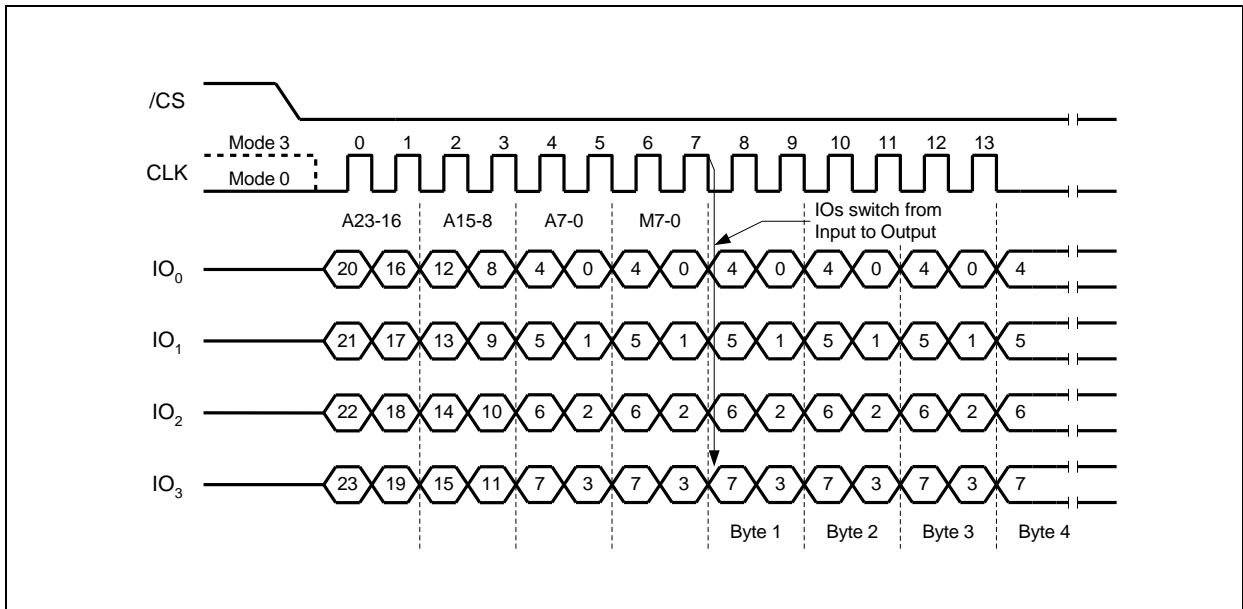 /CS
Mode 3
0 1 2 3 4 5 6 7 8 9 10 11 12 13
CLK
Mode 0
A23-16 A15-8 A7-0 M7-0
IOs switch from
Input to Output
IO0 20 16 12 8 4 0 4 0 4 0 4 0 4 0 4
IO1 21 17 13 9 5 1 5 1 5 1 5 1 5 1 5
IO2 22 18 14 10 6 2 6 2 6 2 6 2 6 2 6
IO3 23 19 15 11 7 3 7 3 7 3 7 3 7 3 7
Byte 1 Byte 2 Byte 3 Byte 4